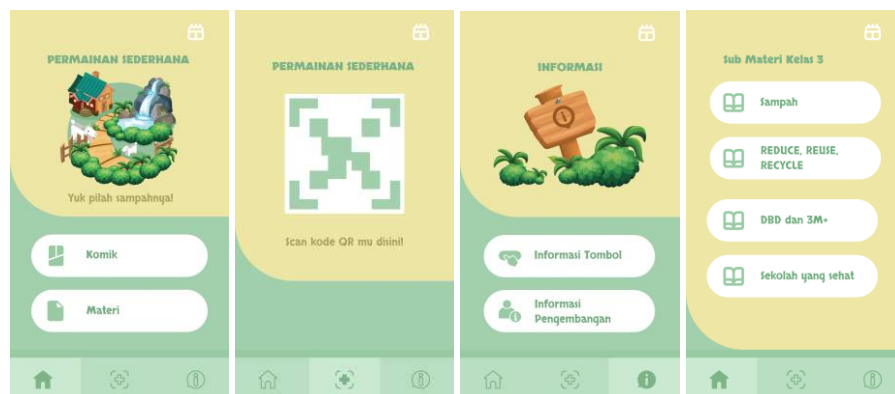 PERMAINAN SEDERHANA
Yuk pilah sampahnya!
Komik
Materi
PERMAINAN SEDERHANA
Scan kode QR mu disini!
INFORMASI
Informasi Tombol
Informasi
Pengembangan
Sub Materi Kelas 3
Sampah
REDUCE, REUSE,
RECYCLE
DBD dan 3M+
Sekolah yang sehat